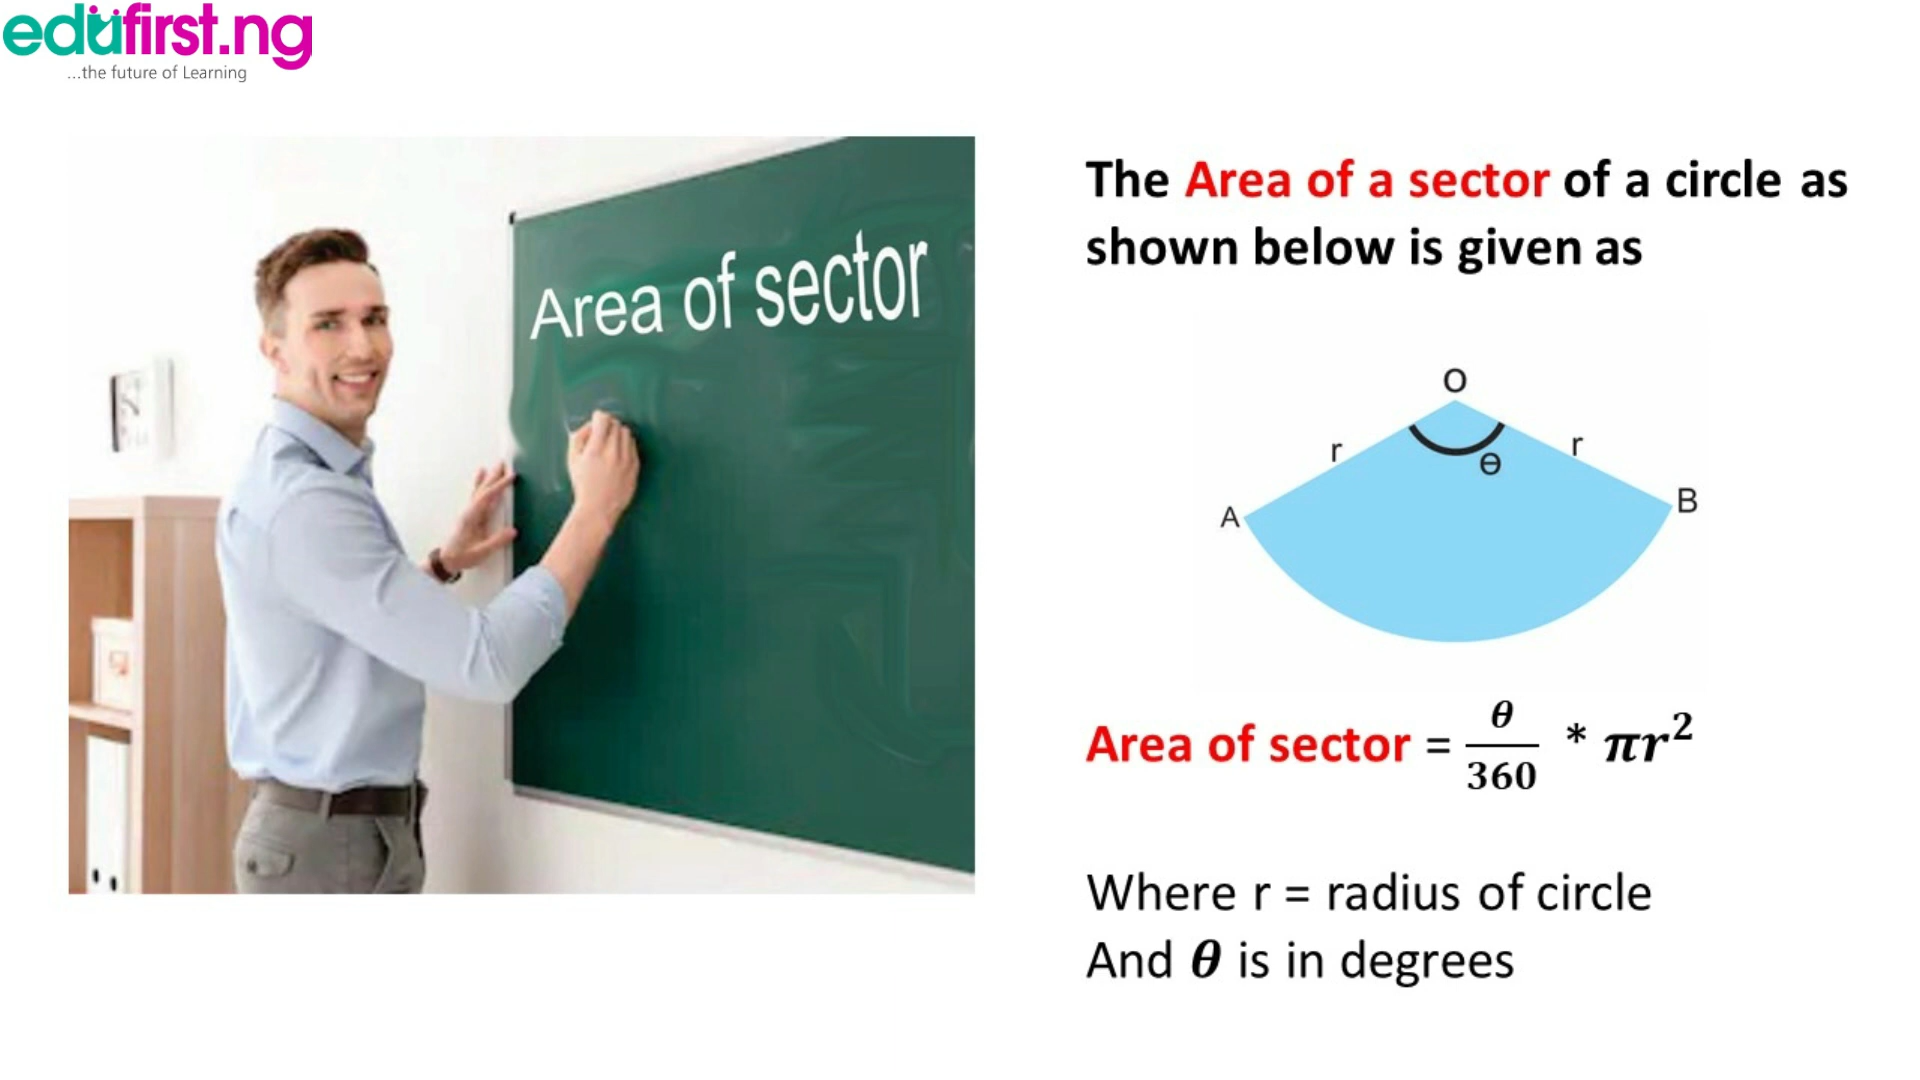 edufirst.ng
...the future of Learning
Area of sector
The Area of a sector of a circle as
shown below is given as
O
r
r
θ
A
B
Area of sector = θ/360 * πr²
Where r = radius of circle
And θ is in degrees